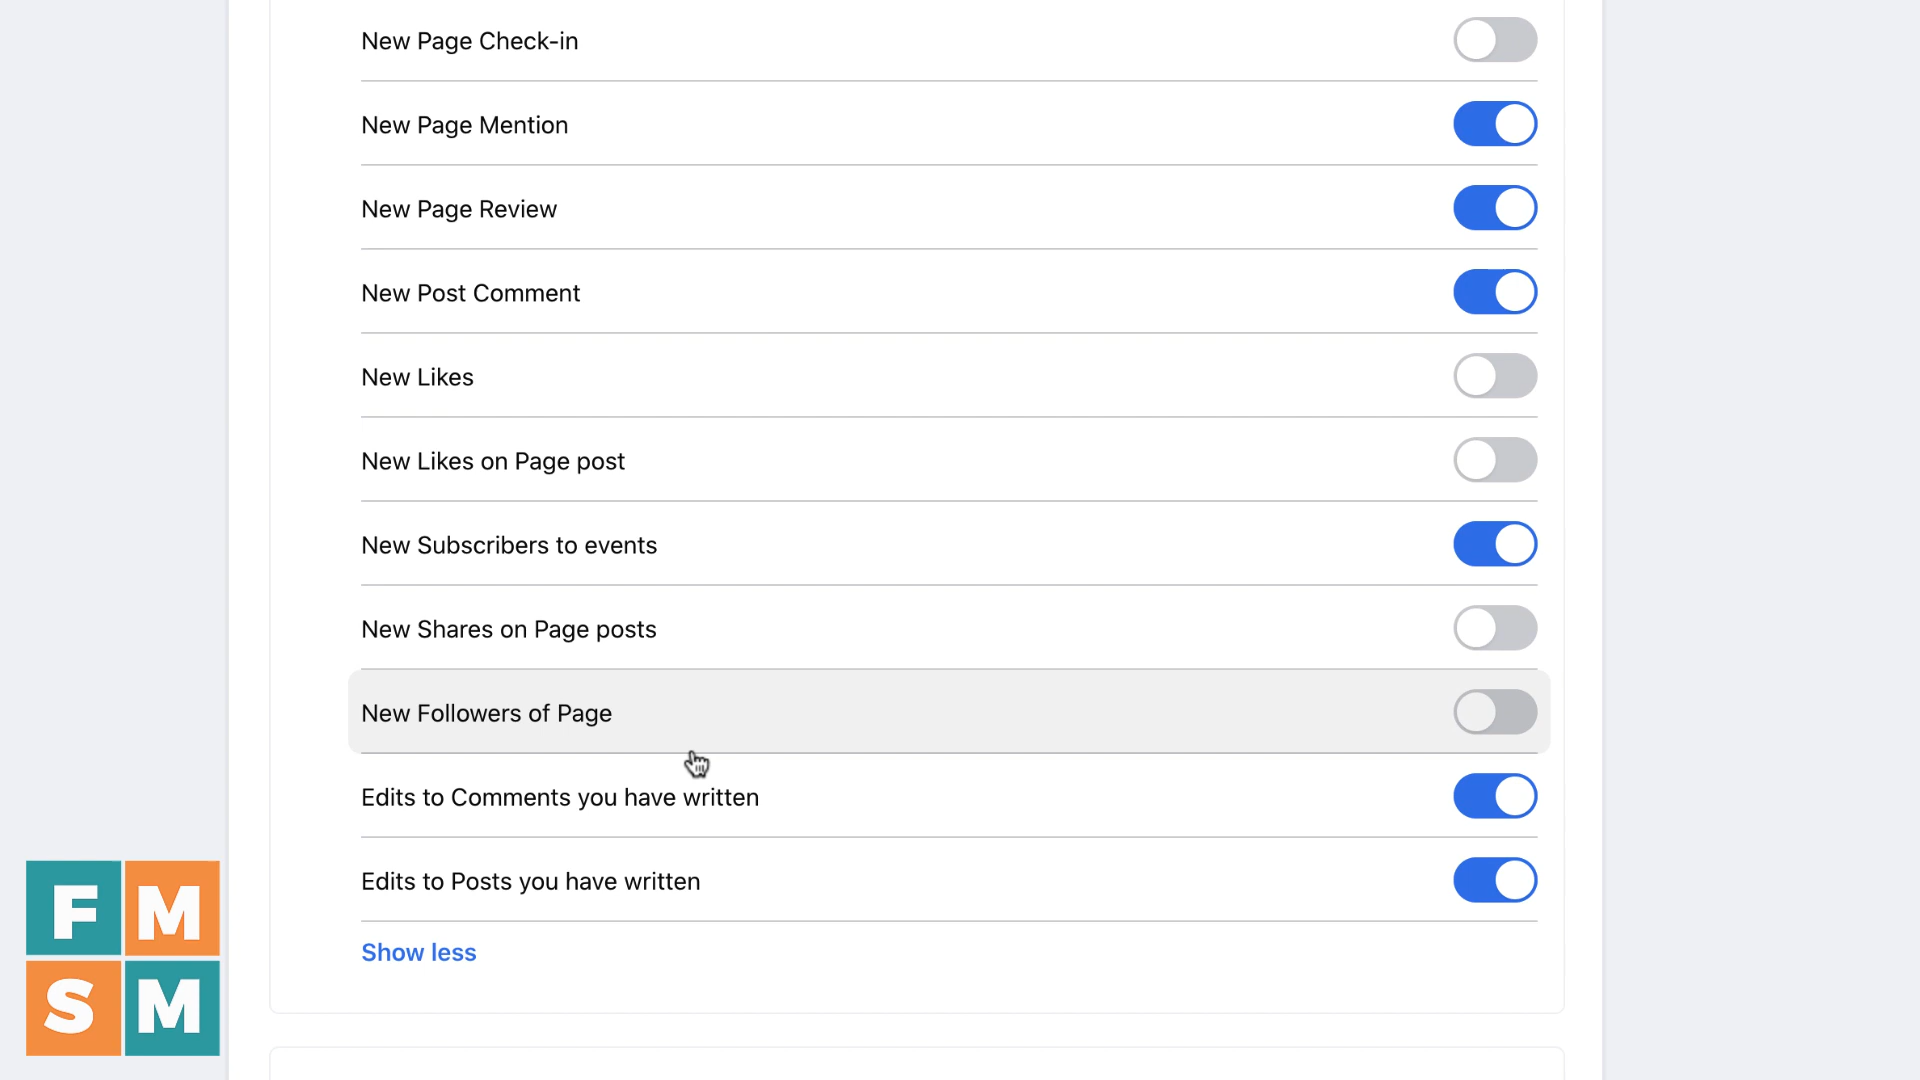 New Page Check-in
New Page Mention
New Page Review
New Post Comment
New Likes
New Likes on Page post
New Subscribers to events
New Shares on Page posts
New Followers of Page
Edits to Comments you have written
Edits to Posts you have written
Show less
FM
SM